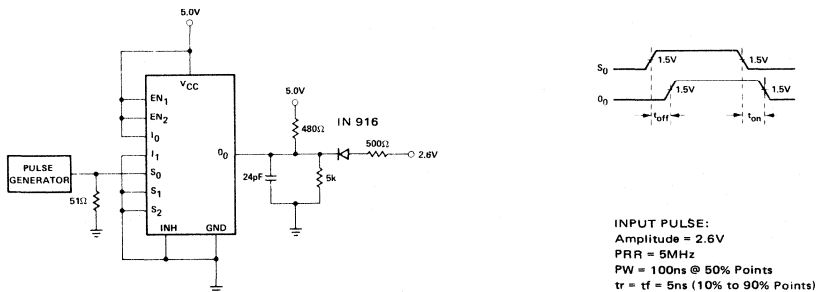 5.0V
VCC
EN1
EN2
I0
I1
S0
S1
S2
INH
GND
O0
PULSE
GENERATOR
51Ω
5.0V
480Ω
IN 916
500Ω
2.6V
24pF
5k
S0
1.5V
1.5V
O0
1.5V
1.5V
toff
ton
INPUT PULSE:
Amplitude = 2.6V
PRR = 5MHz
PW = 100ns @ 50% Points
tr = tf = 5ns (10% to 90% Points)